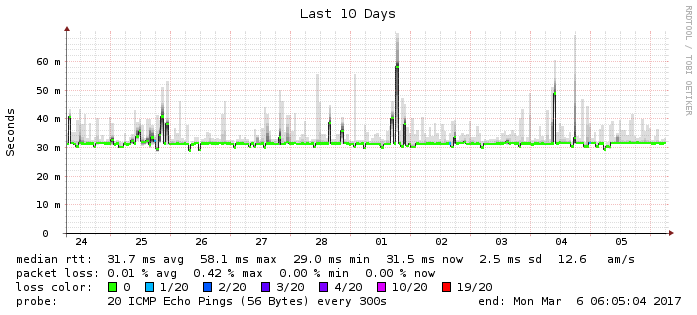 Last 10 Days
RRDTOOL / TOBI OETIKER
Seconds
60 m
50 m
40 m
30 m
20 m
10 m
0
24 25 26 27 28 01 02 03 04 05
median rtt: 31.7 ms avg 58.1 ms max 29.0 ms min 31.5 ms now 2.5 ms sd 12.6 am/s
packet loss: 0.01 % avg 0.42 % max 0.00 % min 0.00 % now
loss color: 0 1/20 2/20 3/20 4/20 10/20 19/20
probe: 20 ICMP Echo Pings (56 Bytes) every 300s end: Mon Mar 6 06:05:04 2017